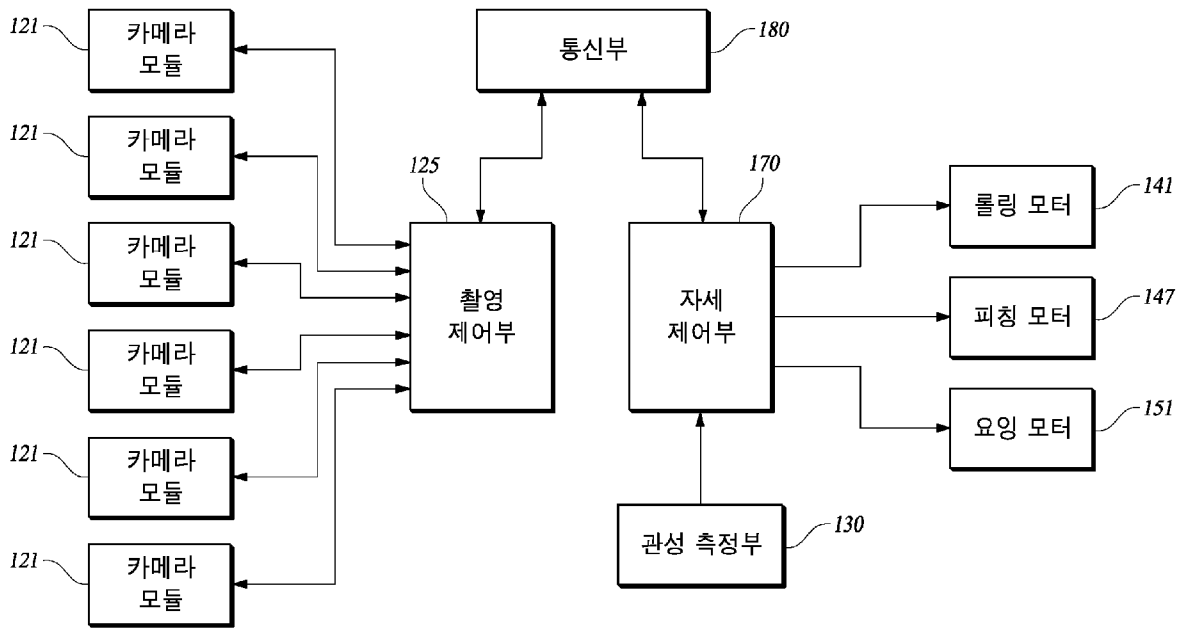 121
카메라
모듈
121
카메라
모듈
121
카메라
모듈
121
카메라
모듈
121
카메라
모듈
121
카메라
모듈
통신부
180
125
촬영
제어부
170
자세
제어부
관성 측정부
130
롤링 모터
141
피칭 모터
147
요잉 모터
151